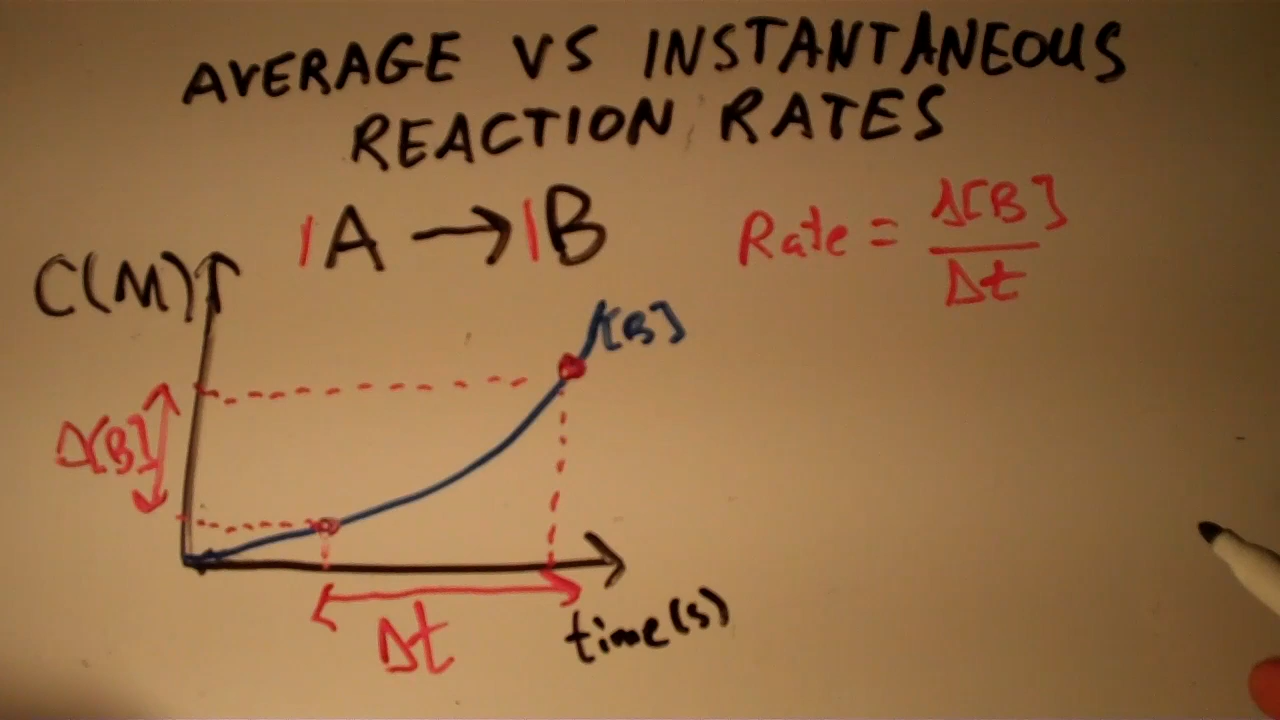 AVERAGE VS INSTANTANEOUS
REACTION RATES
1A → 1B
Rate = Δ[B]
Δt
C(M)
[B]
Δ[B]
Δt
time(s)